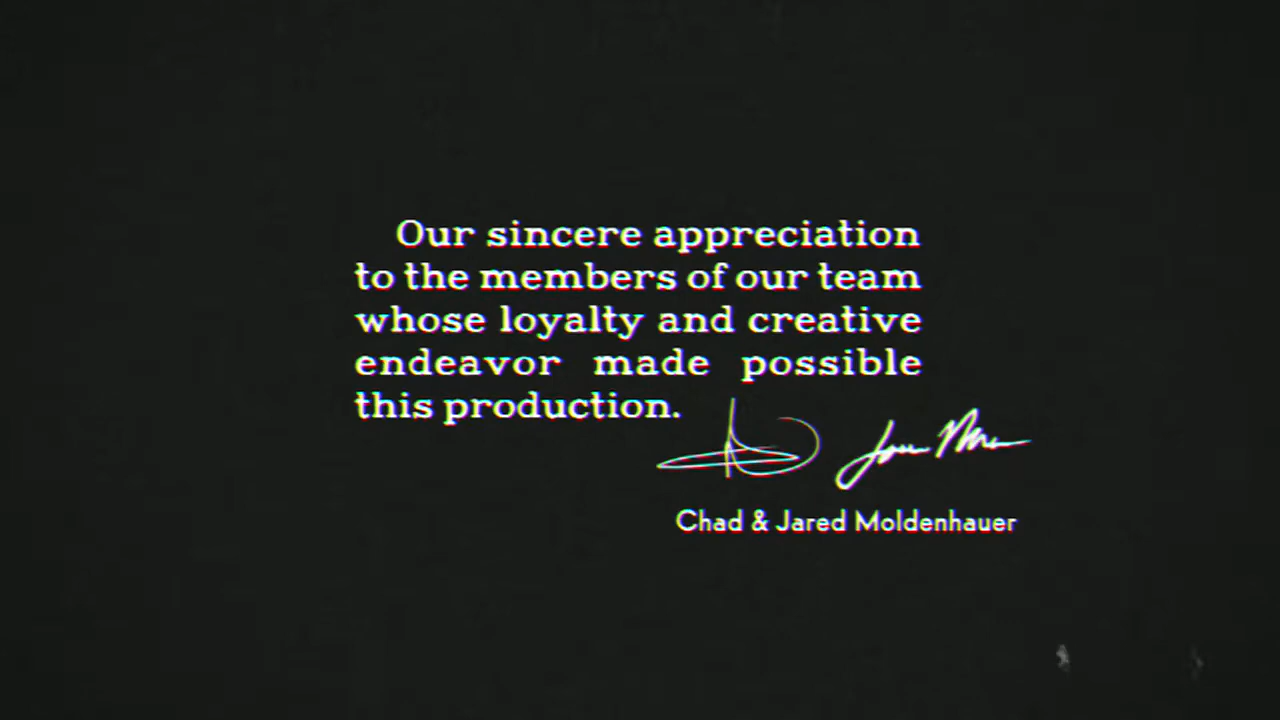 Our sincere appreciation
to the members of our team
whose loyalty and creative
endeavor made possible
this production.
Chad & Jared Moldenhauer